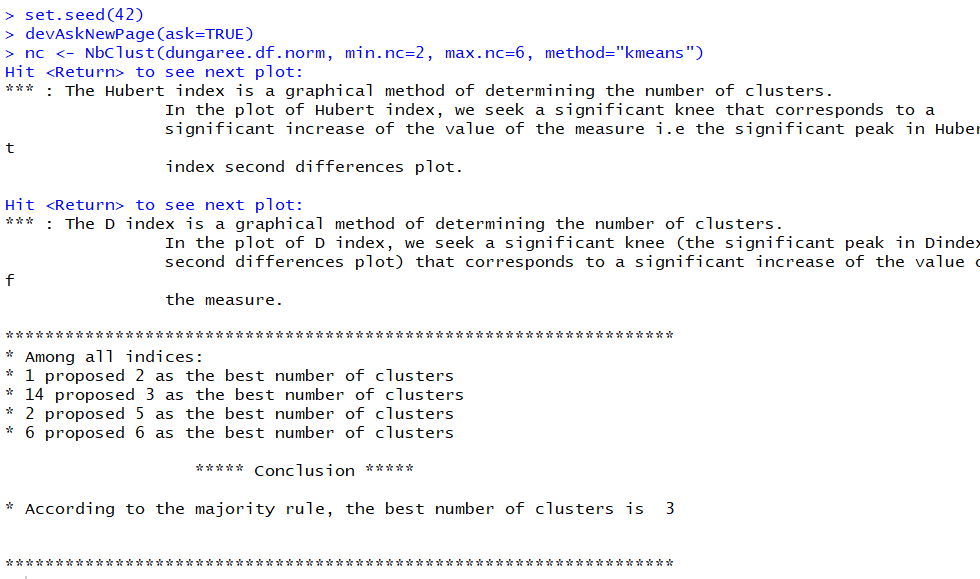 > set.seed(42)
> devAskNewPage(ask=TRUE)
> nc <- NbClust(dungaree.df.norm, min.nc=2, max.nc=6, method="kmeans")
Hit <Return> to see next plot:
*** : The Hubert index is a graphical method of determining the number of clusters.
In the plot of Hubert index, we seek a significant knee that corresponds to a
significant increase of the value of the measure i.e the significant peak in Huber
t
index second differences plot.
Hit <Return> to see next plot:
*** : The D index is a graphical method of determining the number of clusters.
In the plot of D index, we seek a significant knee (the significant peak in Dindex
second differences plot) that corresponds to a significant increase of the value o
f
the measure.
*******************************************************************
* Among all indices:
* 1 proposed 2 as the best number of clusters
* 14 proposed 3 as the best number of clusters
* 2 proposed 5 as the best number of clusters
* 6 proposed 6 as the best number of clusters
***** Conclusion *****
* According to the majority rule, the best number of clusters is  3
*******************************************************************